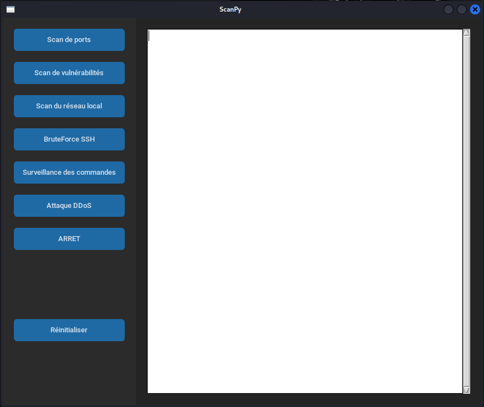 ScanPy
Scan de ports
Scan de vulnérabilités
Scan du réseau local
BruteForce SSH
Surveillance des commandes
Attaque DDoS
ARRET
Réinitialiser